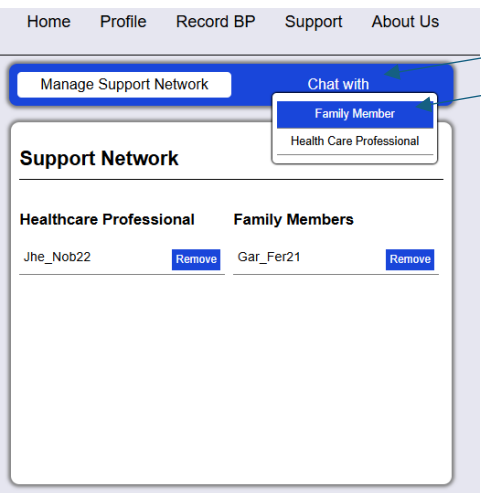 Home Profile Record BP Support About Us
Manage Support Network Chat with
Family Member
Health Care Professional
Support Network
Healthcare Professional Family Members
Jhe_Nob22 Remove Gar_Fer21 Remove